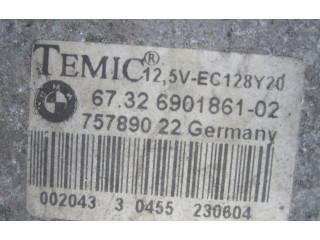 TEMIC® 12,5V-EC128Y20
67.32 6901861-02
757890 22 Germany
002043 3 0455 230604